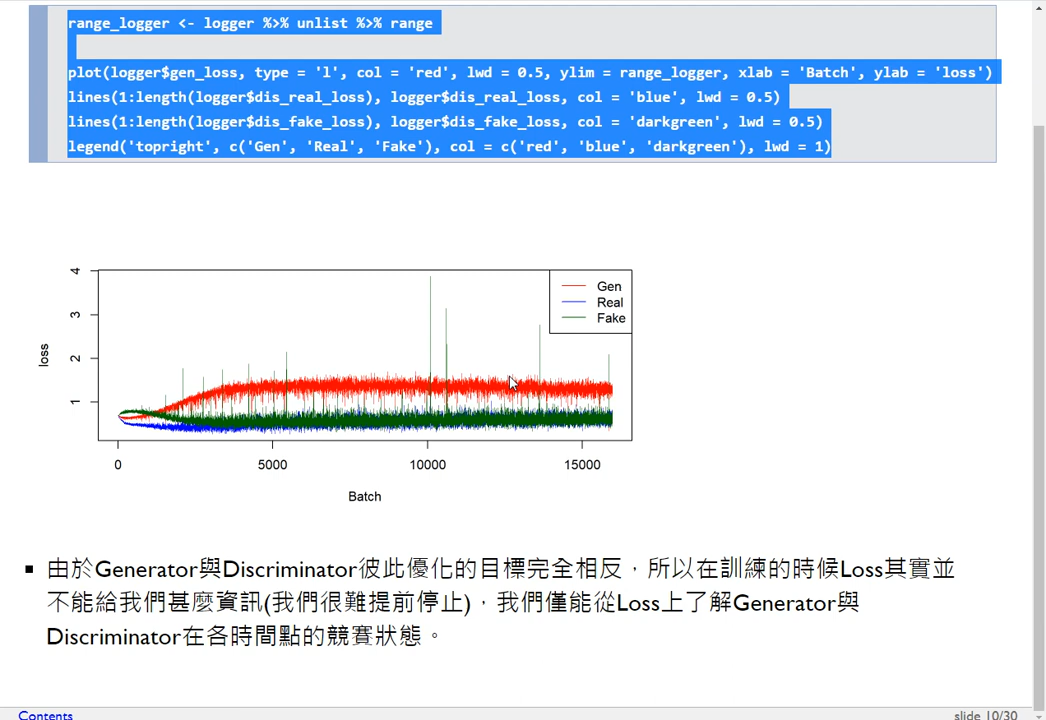 range_logger <- logger %>% unlist %>% range
plot(logger$gen_loss, type = 'l', col = 'red', lwd = 0.5, ylim = range_logger, xlab = 'Batch', ylab = 'loss')
lines(1:length(logger$dis_real_loss), logger$dis_real_loss, col = 'blue', lwd = 0.5)
lines(1:length(logger$dis_fake_loss), logger$dis_fake_loss, col = 'darkgreen', lwd = 0.5)
legend('topright', c('Gen', 'Real', 'Fake'), col = c('red', 'blue', 'darkgreen'), lwd = 1)
4
3
2
1
loss
Gen
Real
Fake
0 5000 10000 15000
Batch
▪ 由於Generator與Discriminator彼此優化的目標完全相反，所以在訓練的時候Loss其實並
不能給我們甚麼資訊(我們很難提前停止)，我們僅能從Loss上了解Generator與
Discriminator在各時間點的競賽狀態。
Contents
slide 10/30